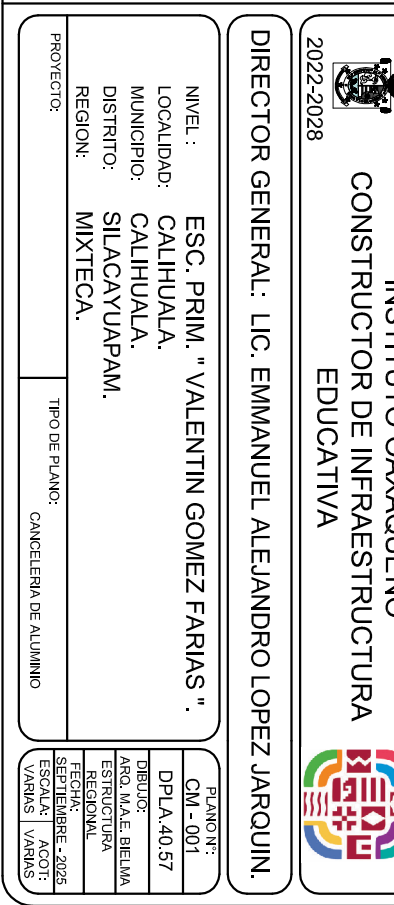 INSTITUTO OAXAQUEÑO
CONSTRUCTOR DE INFRAESTRUCTURA
EDUCATIVA
2022-2028
DIRECTOR GENERAL: LIC. EMMANUEL ALEJANDRO LOPEZ JARQUIN.
NIVEL : ESC. PRIM. " VALENTIN GOMEZ FARIAS ".
LOCALIDAD: CALIHUALA.
MUNICIPIO: CALIHUALA.
DISTRITO: SILACAYUAPAM.
REGION: MIXTECA.
PROYECTO:
TIPO DE PLANO:
CANCELERIA DE ALUMINIO
PLANO N°:
CM - 001
DPLA.40.57
DIBUJO:
ARQ. M.A.E. BIELMA
ESTRUCTURA
REGIONAL
FECHA:
SEPTIEMBRE - 2025
ESCALA: ACOT:
VARIAS VARIAS